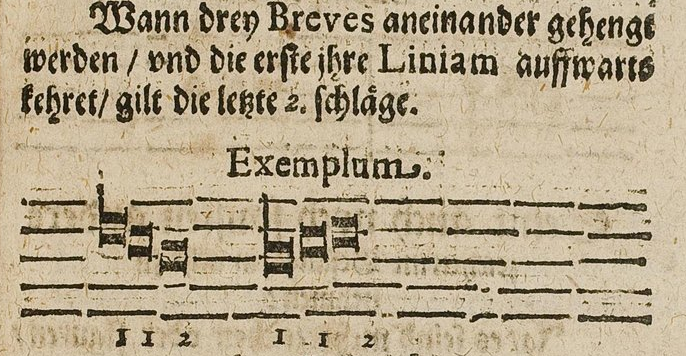 Wann drey Breves aneinander gehengt
werden / vnd die erste jhre Liniam auffwarts
kehret / gilt die letzte 2. schläge.
Exemplum.
1 1 2 1 1 2